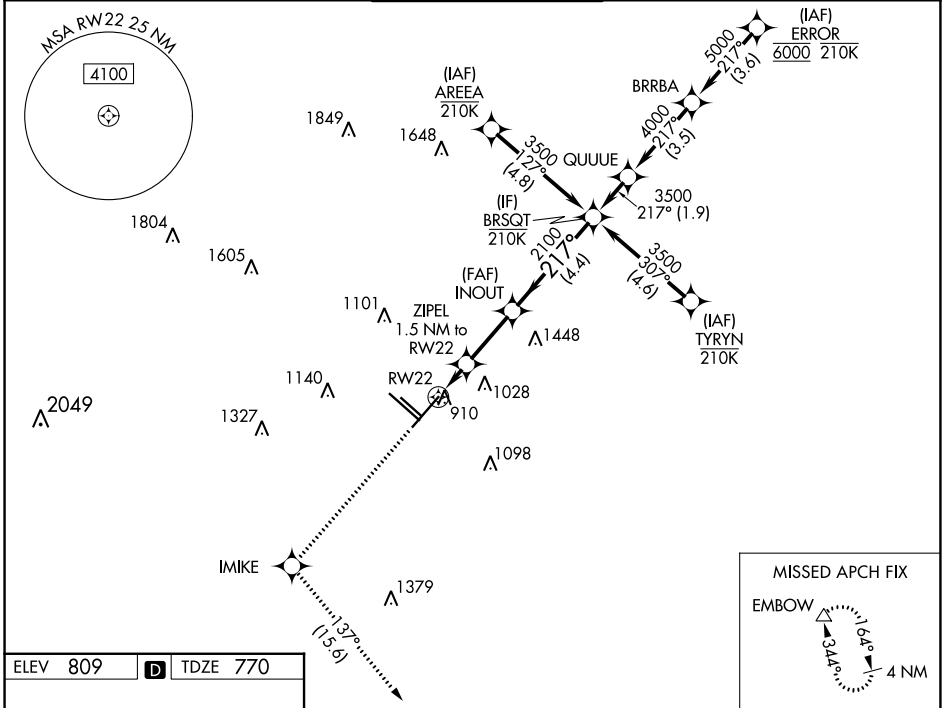 MSA RW22 25 NM
4100
(IAF)
ERROR
6000 210K
5000
217°
(3.6)
BRRBA
4000
217°
(3.5)
(IAF)
AREEA
210K
3500
127°
(4.8)
QUUUE
3500
217° (1.9)
(IF)
BRSQT
210K
2100
217°
(4.4)
3500
307°
(4.6)
(IAF)
TYRYN
210K
1849
1648
1804
1605
(FAF)
INOUT
1101
ZIPEL
1.5 NM to
RW22
1448
RW22
1140
1028
910
2049
1327
1098
IMIKE
1379
137°
(15.6)
MISSED APCH FIX
EMBOW
164°
344°
4 NM
ELEV 809 D TDZE 770